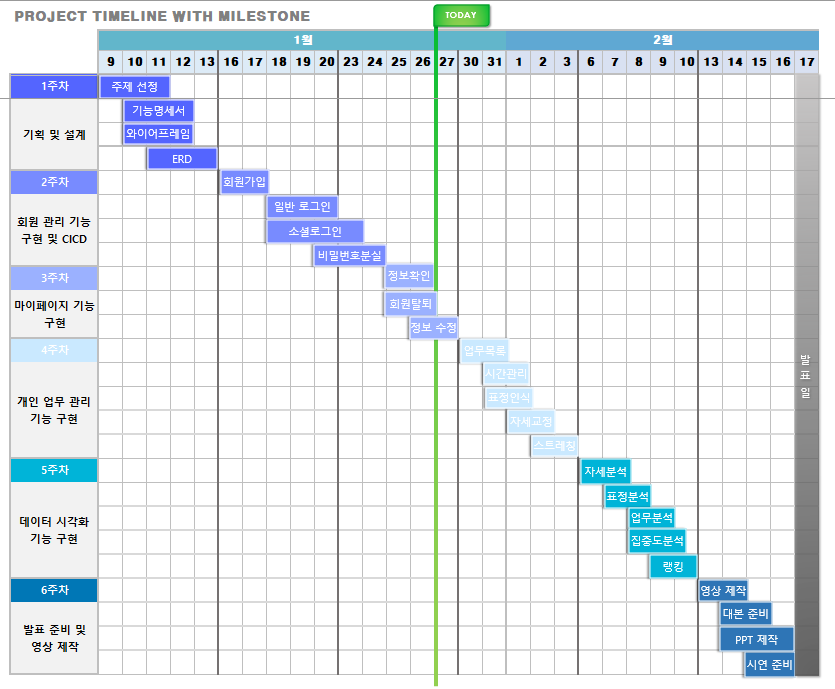 PROJECT TIMELINE WITH MILESTONE
TODAY
1월 2월
9 10 11 12 13 16 17 18 19 20 23 24 25 26 27 30 31 1 2 3 6 7 8 9 10 13 14 15 16 17
1주차 주제 선정
기능명세서
와이어프레임
기획 및 설계
ERD
2주차 회원가입
일반 로그인
회원 관리 기능
구현 및 CICD
소셜로그인
비밀번호분실
3주차 정보확인
마이페이지 기능
구현
회원탈퇴
정보 수정
4주차 업무목록
시간관리
개인 업무 관리
기능 구현
표정인식
자세교정
스트레칭
5주차 자세분석
표정분석
데이터 시각화
기능 구현
업무분석
집중도분석
랭킹
6주차 영상 제작
대본 준비
발표 준비 및
영상 제작
PPT 제작
시연 준비
발
표
일